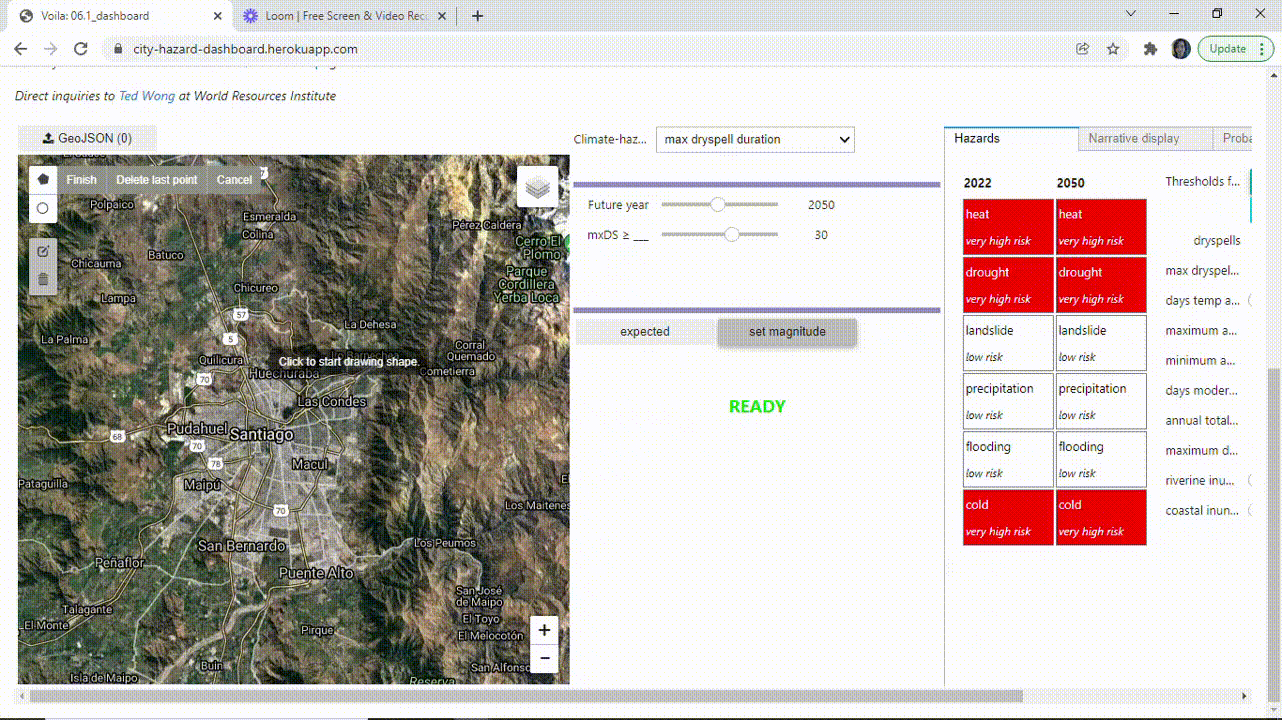 Voila: 06.1_dashboard
Loom | Free Screen & Video Rec
city-hazard-dashboard.herokuapp.com
Update
Direct inquiries to Ted Wong at World Resources Institute
GeoJSON (0)
Finish
Delete last point
Cancel
Polpaico
Esmeralda
Colina
Batuco
Chicauma
Chicureo
Lampa
57
La Dehesa
5
La Palma
Pérez Caldera
Cerro El
Plomo
Parque
Cordillera
Yerba Loca
Corral
Quemado
Cometierra
Quilicura
Click to start drawing shape.
Huechuraba
70
Las Condes
Pudahuel
68
70
Santiago
78
Macul
Pataguilla
Maipú
70
Los Maitenes
San Bernardo
Los Peumos
Peñaflor
Puente Alto
San José
de Maipo
Talagante
El Monte
El Toyo
Pirque
El Melocotón
Buin
San Alfonso
Isla de Maipo
Reserva
+
−
Climate-haz...
max dryspell duration
Future year
2050
mxDS ≥ ___
30
expected
set magnitude
READY
Hazards
Narrative display
Proba
2022
2050
heat
very high risk
heat
very high risk
drought
very high risk
drought
very high risk
landslide
low risk
landslide
low risk
precipitation
low risk
precipitation
low risk
flooding
low risk
flooding
low risk
cold
very high risk
cold
very high risk
Thresholds f...
dryspells
max dryspel...
days temp a...
maximum a...
minimum a...
days moder...
annual total...
maximum d...
riverine inu...
coastal inun...